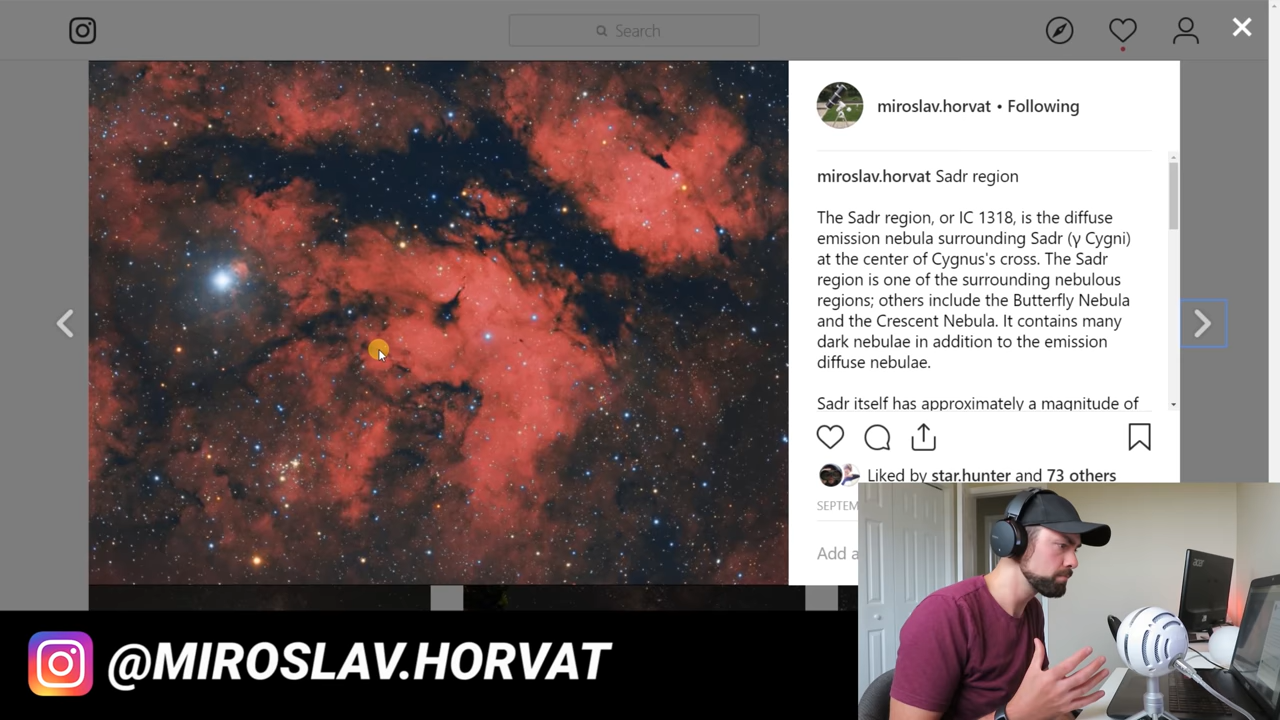 Search
miroslav.horvat • Following
miroslav.horvat Sadr region
The Sadr region, or IC 1318, is the diffuse
emission nebula surrounding Sadr (γ Cygni)
at the center of Cygnus's cross. The Sadr
region is one of the surrounding nebulous
regions; others include the Butterfly Nebula
and the Crescent Nebula. It contains many
dark nebulae in addition to the emission
diffuse nebulae.
Sadr itself has approximately a magnitude of
Liked by star.hunter and 73 others
SEPTEM
Add a
acer
@MIROSLAV.HORVAT